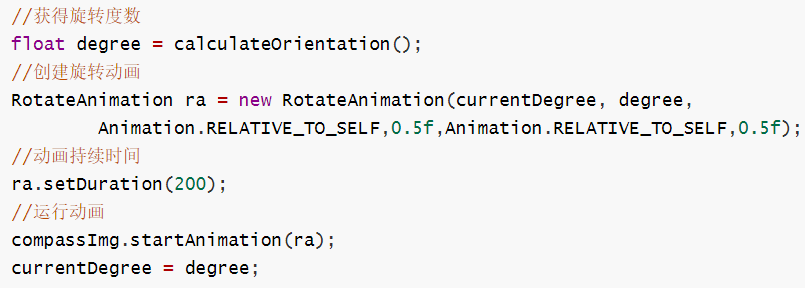 //获得旋转度数
float degree = calculateOrientation();
//创建旋转动画
RotateAnimation ra = new RotateAnimation(currentDegree, degree,
        Animation.RELATIVE_TO_SELF,0.5f,Animation.RELATIVE_TO_SELF,0.5f);
//动画持续时间
ra.setDuration(200);
//运行动画
compassImg.startAnimation(ra);
currentDegree = degree;